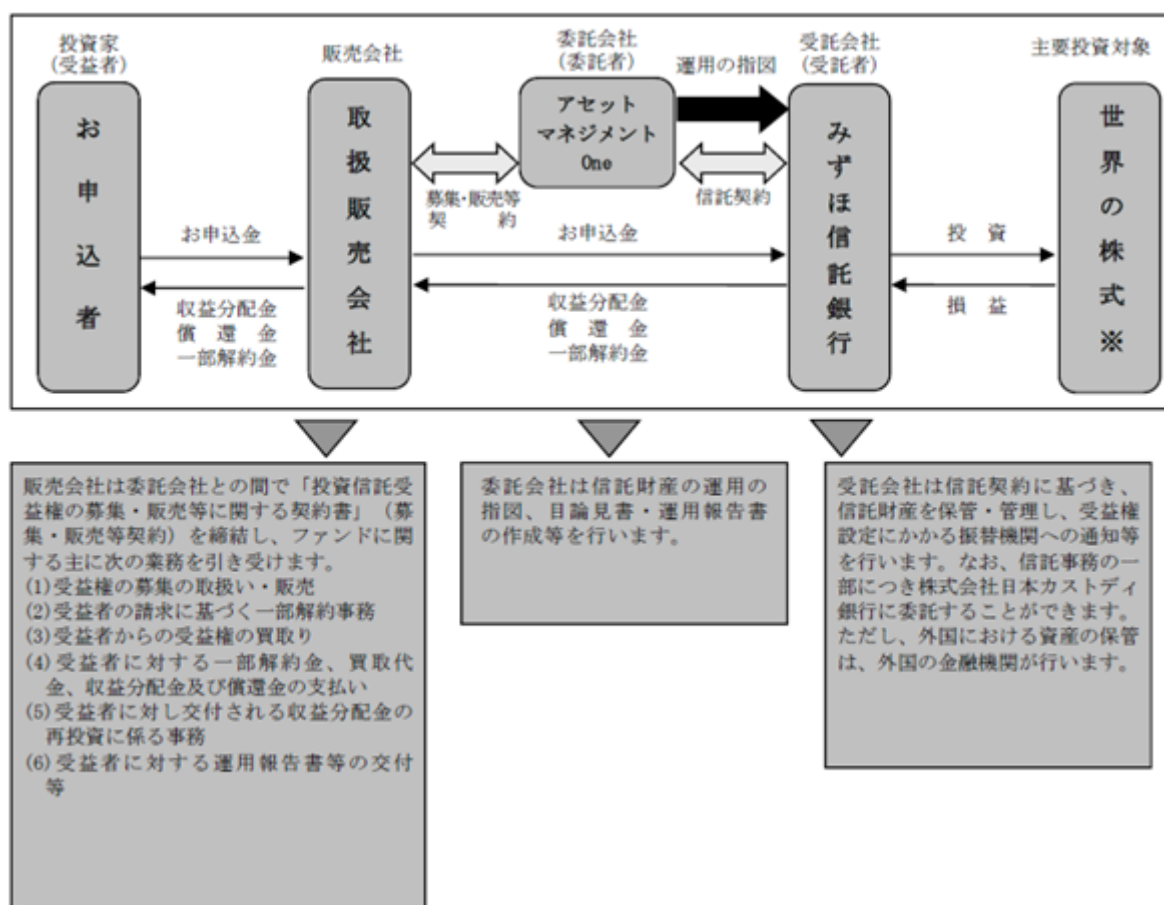 投資家
(受益者)
販売会社
委託会社
(委託者)
運用の指図
受託会社
(受託者)
主要投資対象
お申込者
取扱販売会社
アセット
マネジメント
One
みずほ信託銀行
世界の株式※
募集・販売等
契　　　約
信託契約
お申込金
収益分配金
償　還　金
一部解約金
お申込金
収益分配金
償　還　金
一部解約金
投　資
損　益
販売会社は委託会社との間で「投資信託受
益権の募集・販売等に関する契約書」（募
集・販売等契約）を締結し、ファンドに関
する主に次の業務を引き受けます。
(1)受益権の募集の取扱い・販売
(2)受益者の請求に基づく一部解約事務
(3)受益者からの受益権の買取り
(4)受益者に対する一部解約金、買取代
金、収益分配金及び償還金の支払い
(5)受益者に対し交付される収益分配金の
再投資に係る事務
(6)受益者に対する運用報告書等の交付
等
委託会社は信託財産の運用の
指図、目論見書・運用報告書
の作成等を行います。
受託会社は信託契約に基づき、
信託財産を保管・管理し、受益権
設定にかかる振替機関への通知等
を行います。なお、信託事務の一
部につき株式会社日本カストディ
銀行に委託することができます。
ただし、外国における資産の保管
は、外国の金融機関が行います。